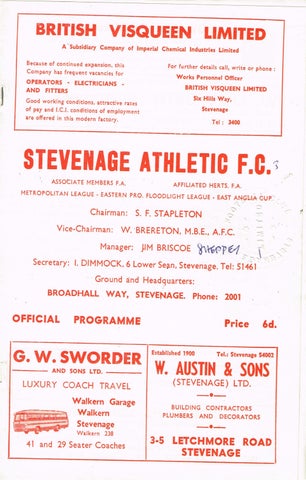 BRITISH VISQUEEN LIMITED
A Subsidiary Company of Imperial Chemical Industries Limited
Because of continued expansion, this
Company has frequent vacancies for
OPERATORS - ELECTRICIANS -
AND FITTERS
Good working conditions, attractive rates
of pay and I.C.I. conditions of employment
are offered in this modern factory.
For further details call, write or phone :
Works Personnel Officer
BRITISH VISQUEEN LIMITED
Six Hills Way,
Stevenage
Tel : 3400
STEVENAGE ATHLETIC F.C.
3
ASSOCIATE MEMBERS F.A. AFFILIATED HERTS. F.A.
METROPOLITAN LEAGUE - EASTERN PRO. FLOODLIGHT LEAGUE - EAST ANGLIA CUP
Chairman: S. F. STAPLETON
Vice-Chairman: W. BRERETON, M.B.E., A.F.C.
Manager: JIM BRISCOE
Secretary: I. DIMMOCK, 6 Lower Sean, Stevenage. Tel: 51461
Ground and Headquarters:
BROADHALL WAY, STEVENAGE. Phone: 2001
OFFICIAL PROGRAMME Price 6d.
G. W. SWORDER
AND SONS LTD.
LUXURY COACH TRAVEL
Walkern Garage
Walkern
Stevenage
Walkern 238
41 and 29 Seater Coaches
Established 1900 Tel.: Stevenage 54002
W. AUSTIN & SONS
(STEVENAGE) LTD.
BUILDING CONTRACTORS
PLUMBERS AND DECORATORS
3-5 LETCHMORE ROAD
STEVENAGE